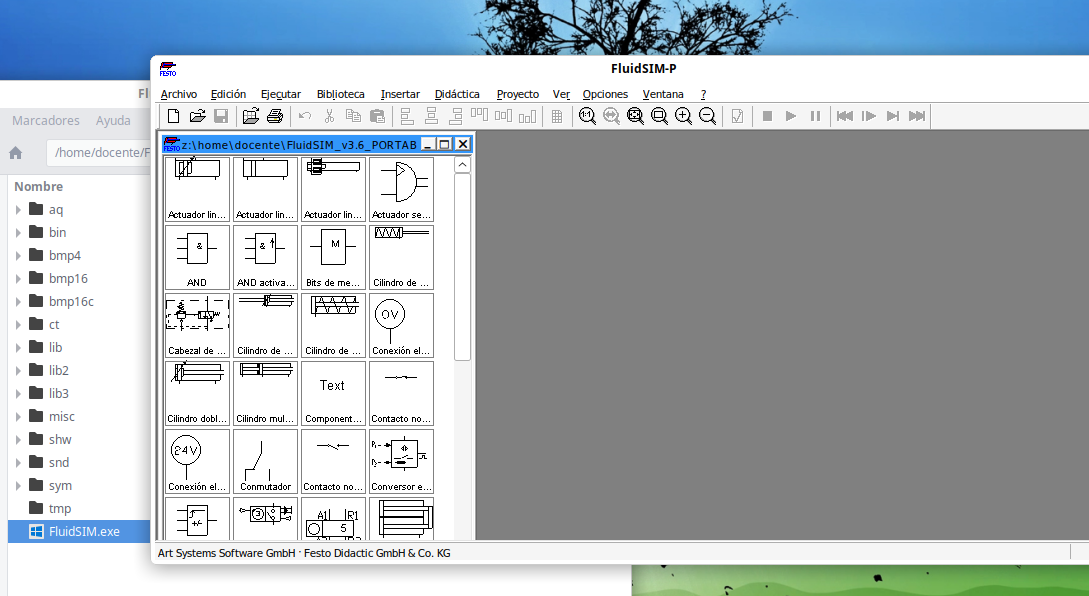 FluidSIM-P
FESTO
Archivo Edición Ejecutar Biblioteca Insertar Didáctica Proyecto Ver Opciones Ventana ?
Fl
Marcadores Ayuda
/home/docente/F
FESTO z:\home\docente\FluidSIM_v3.6_PORTAB
Nombre
aq
bin
bmp4
bmp16
bmp16c
ct
lib
lib2
lib3
misc
shw
snd
sym
tmp
FluidSIM.exe
Actuador lin... Actuador lin... Actuador lin... Actuador se...
& & M
AND AND activa... Bits de me... Cilindro de ...
0V
Cabezal de ... Cilindro de ... Cilindro de ... Conexión el...
Text
Cilindro dobl... Cilindro mul... Component... Contacto no...
24V P1 P2
Conexión el... Conmutador Contacto no... Conversor e...
+/- 3 A1 R1
5
Art Systems Software GmbH · Festo Didactic GmbH & Co. KG